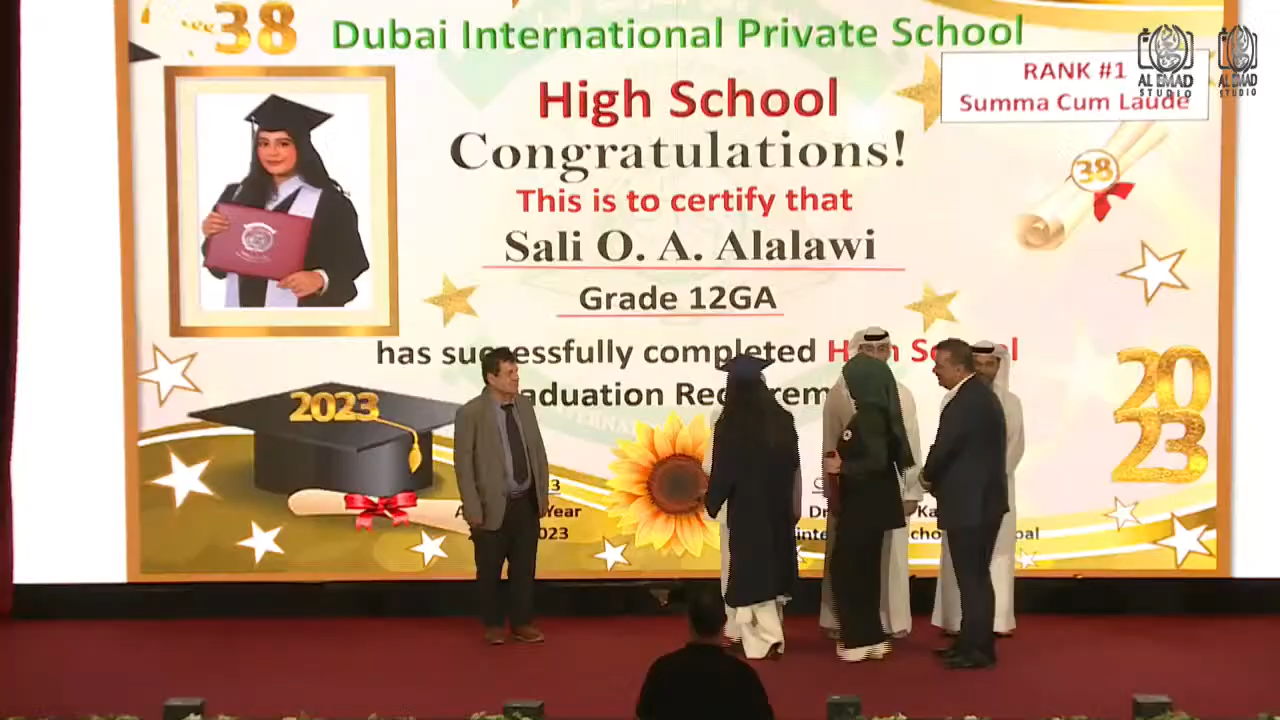 38
Dubai International Private School
RANK #1
Summa Cum Laude
AL EMAD
STUDIO
AL EMAD
STUDIO
High School
Congratulations!
38
This is to certify that
Sali O. A. Alalawi
Grade 12GA
has successfully completed
2023
2023
2023